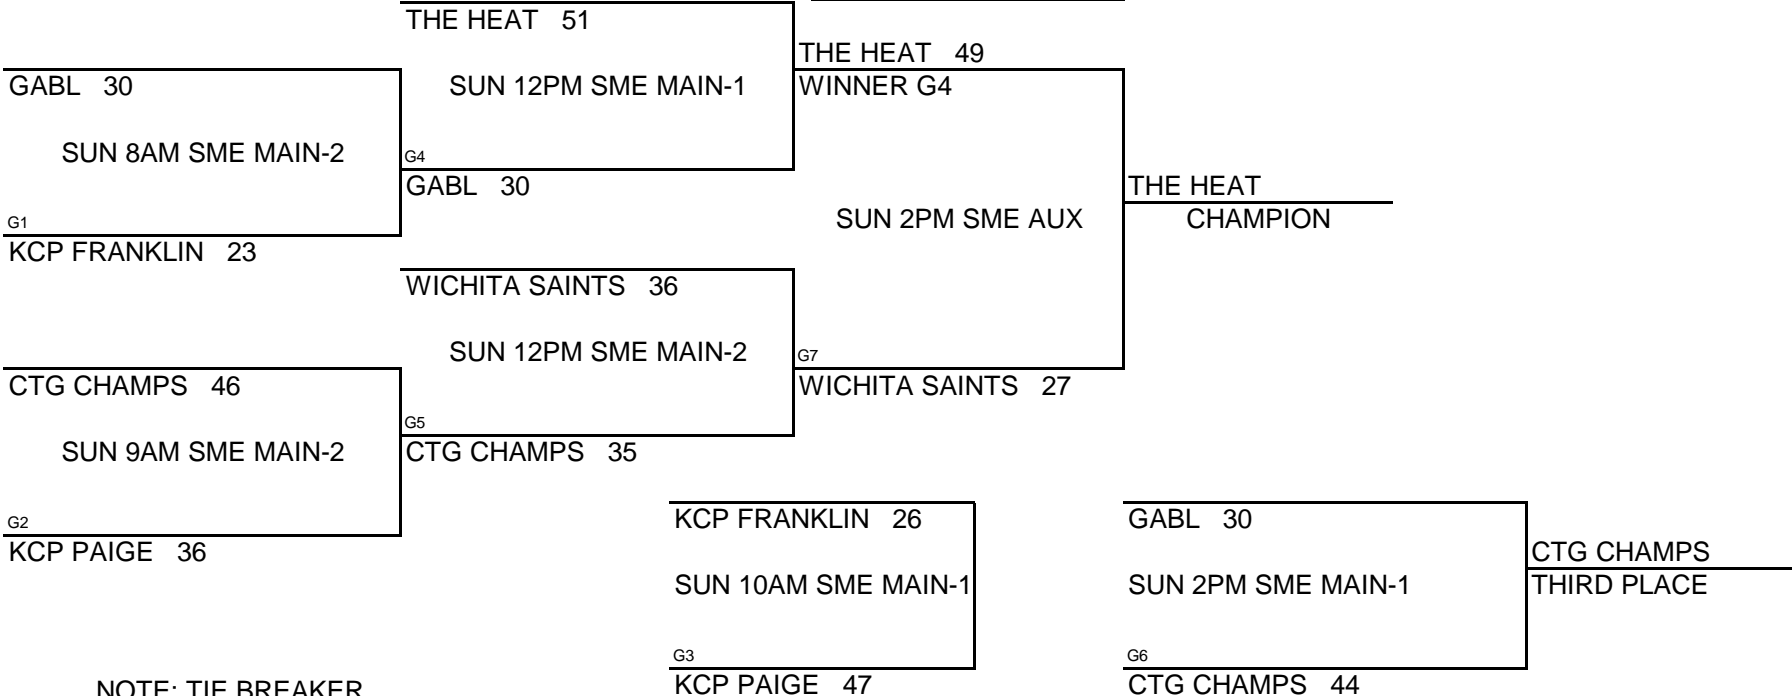 THE HEAT 51
THE HEAT 49
GABL 30
SUN 12PM SME MAIN-1
WINNER G4
SUN 8AM SME MAIN-2
G4
GABL 30
THE HEAT
G1
SUN 2PM SME AUX
CHAMPION
KCP FRANKLIN 23
WICHITA SAINTS 36
SUN 12PM SME MAIN-2
G7
CTG CHAMPS 46
WICHITA SAINTS 27
G5
SUN 9AM SME MAIN-2
CTG CHAMPS 35
G2
KCP FRANKLIN 26
GABL 30
KCP PAIGE 36
CTG CHAMPS
SUN 10AM SME MAIN-1
SUN 2PM SME MAIN-1
THIRD PLACE
G3
G6
NOTE: TIE BREAKER
KCP PAIGE 47
CTG CHAMPS 44